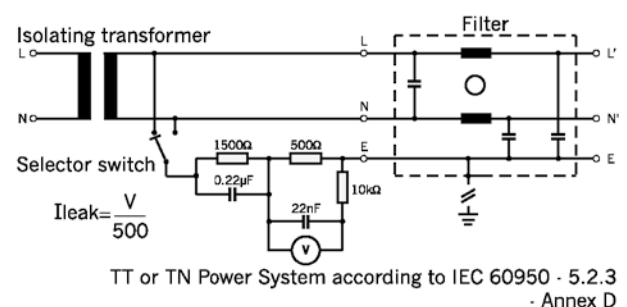 Filter
Isolating transformer
L
L
L'
N
N
N'
1500Ω
500Ω
E
E
Selector switch
0.22µF
10kΩ
22nF
Ileak=V/500
V
TT or TN Power System according to IEC 60950 - 5.2.3
- Annex D